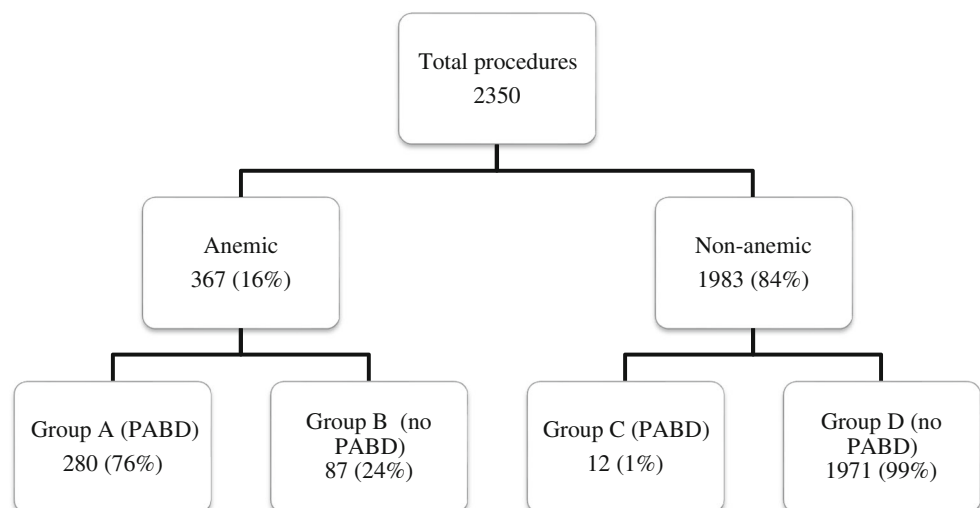 Total procedures
2350
Anemic
367 (16%)
Non-anemic
1983 (84%)
Group A (PABD)
280 (76%)
Group B (no
PABD)
87 (24%)
Group C (PABD)
12 (1%)
Group D (no
PABD)
1971 (99%)